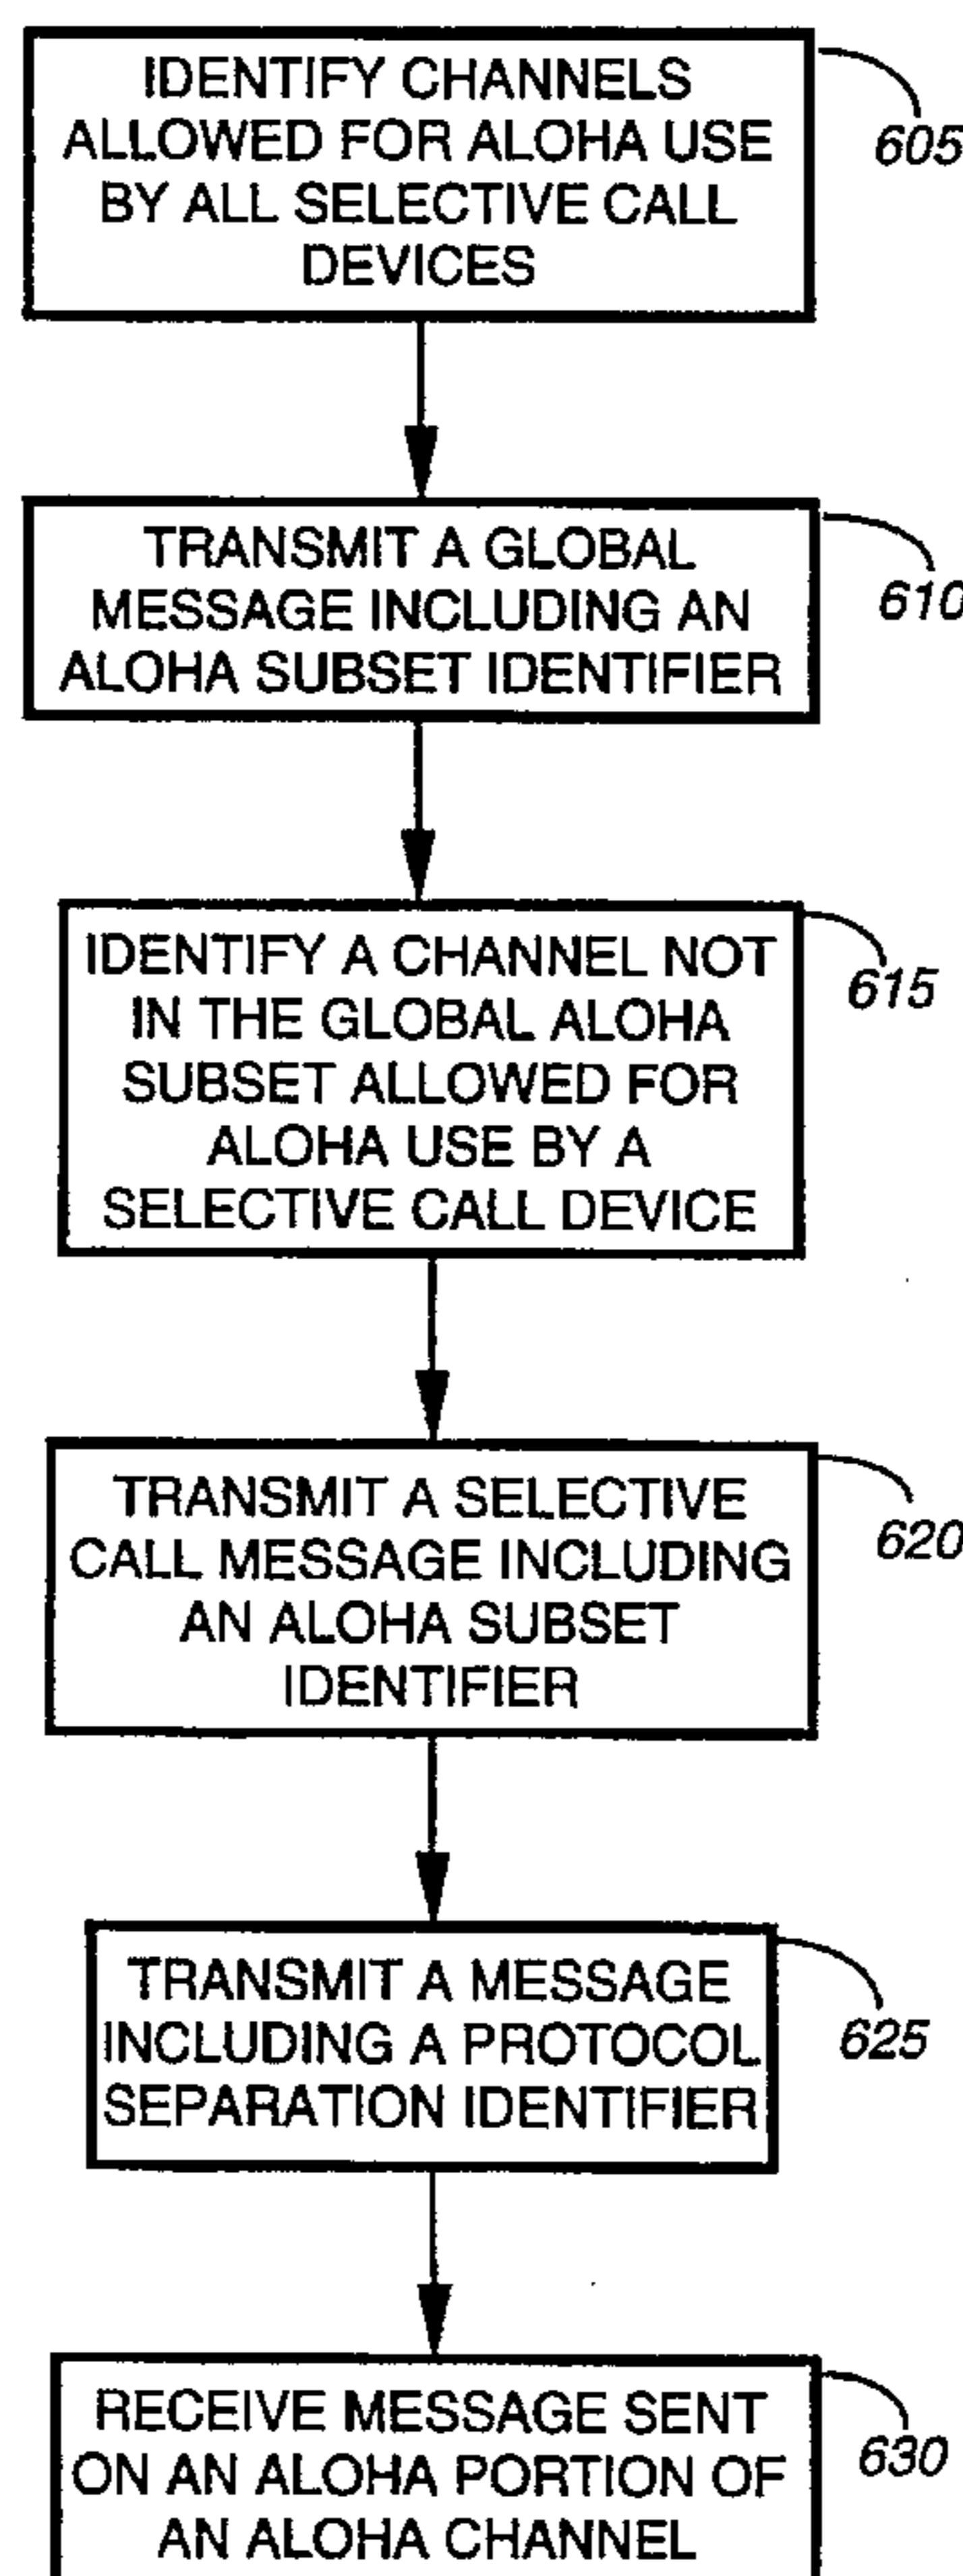 IDENTIFY CHANNELS
ALLOWED FOR ALOHA USE
BY ALL SELECTIVE CALL
DEVICES
605
TRANSMIT A GLOBAL
MESSAGE INCLUDING AN
ALOHA SUBSET IDENTIFIER
610
IDENTIFY A CHANNEL NOT
IN THE GLOBAL ALOHA
SUBSET ALLOWED FOR
ALOHA USE BY A
SELECTIVE CALL DEVICE
615
TRANSMIT A SELECTIVE
CALL MESSAGE INCLUDING
AN ALOHA SUBSET
IDENTIFIER
620
TRANSMIT A MESSAGE
INCLUDING A PROTOCOL
SEPARATION IDENTIFIER
625
RECEIVE MESSAGE SENT
ON AN ALOHA PORTION OF
AN ALOHA CHANNEL
630